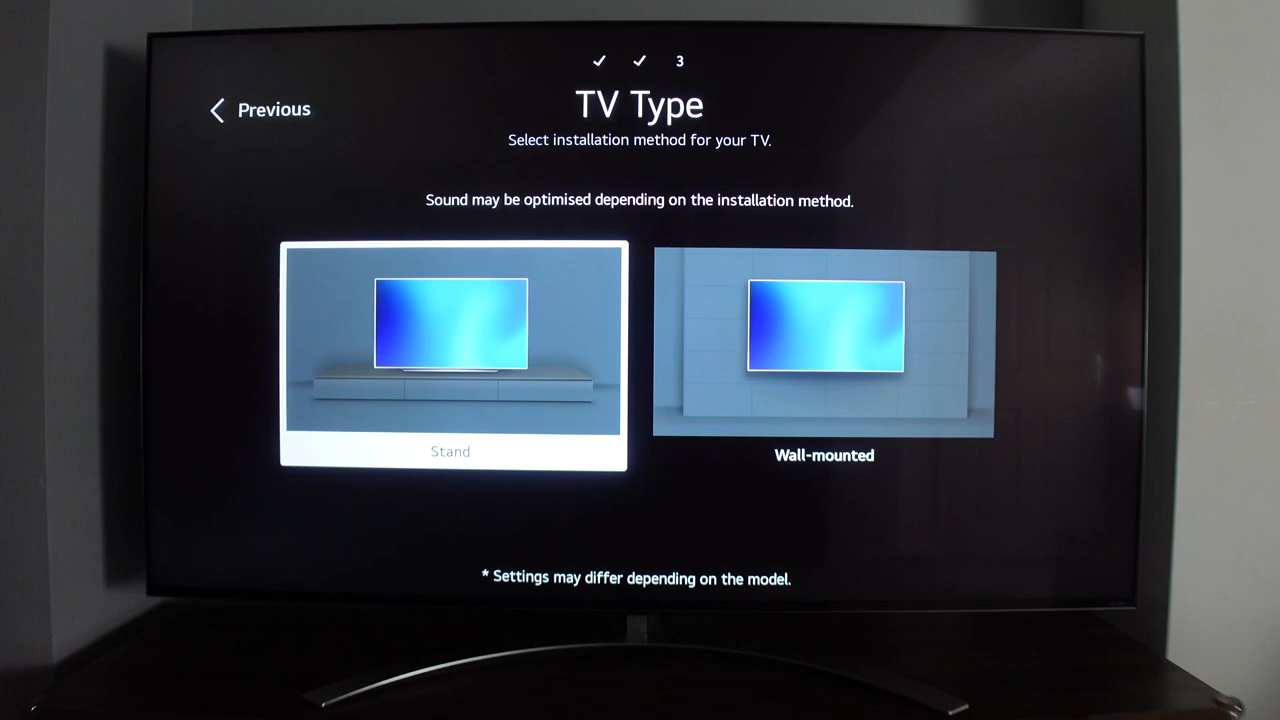 3
Previous
TV Type
Select installation method for your TV.
Sound may be optimised depending on the installation method.
Stand
Wall-mounted
* Settings may differ depending on the model.